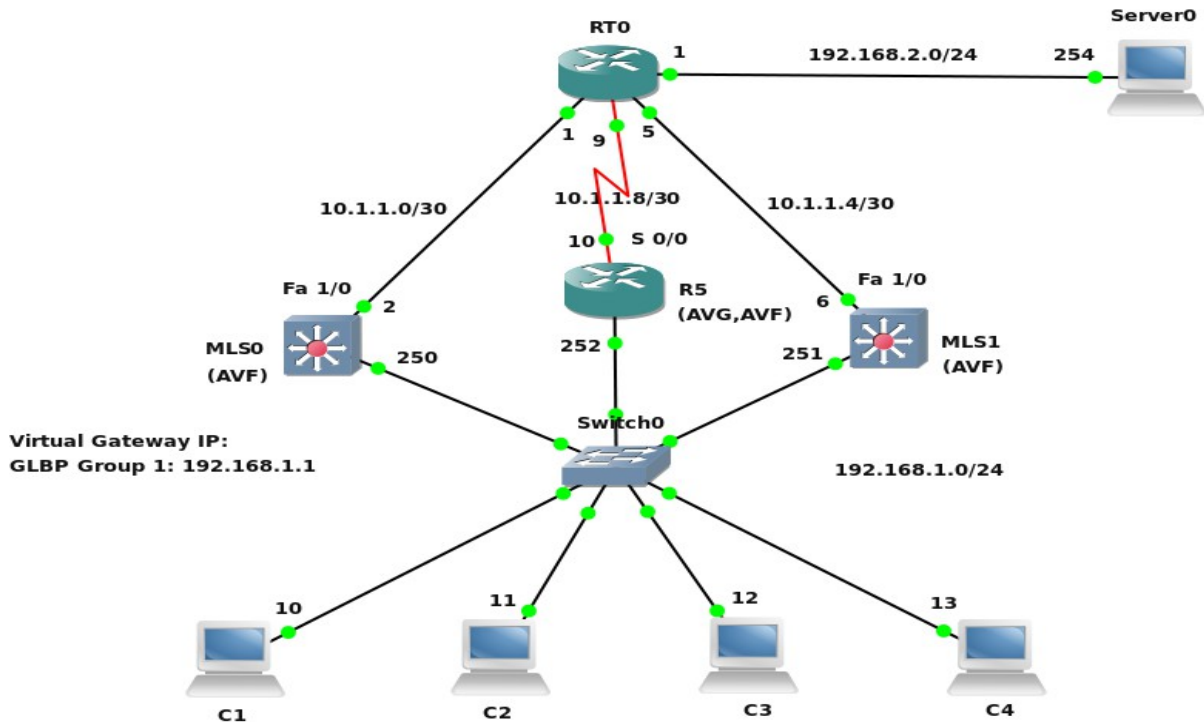 Server0
RT0
1
192.168.2.0/24
254
1
9
5
10.1.1.0/30
10.1.1.8/30
10.1.1.4/30
10
S 0/0
Fa 1/0
2
R5
(AVG,AVF)
6
Fa 1/0
MLS0
(AVF)
250
252
251
MLS1
(AVF)
Switch0
Virtual Gateway IP:
GLBP Group 1: 192.168.1.1
192.168.1.0/24
10
11
12
13
C1
C2
C3
C4